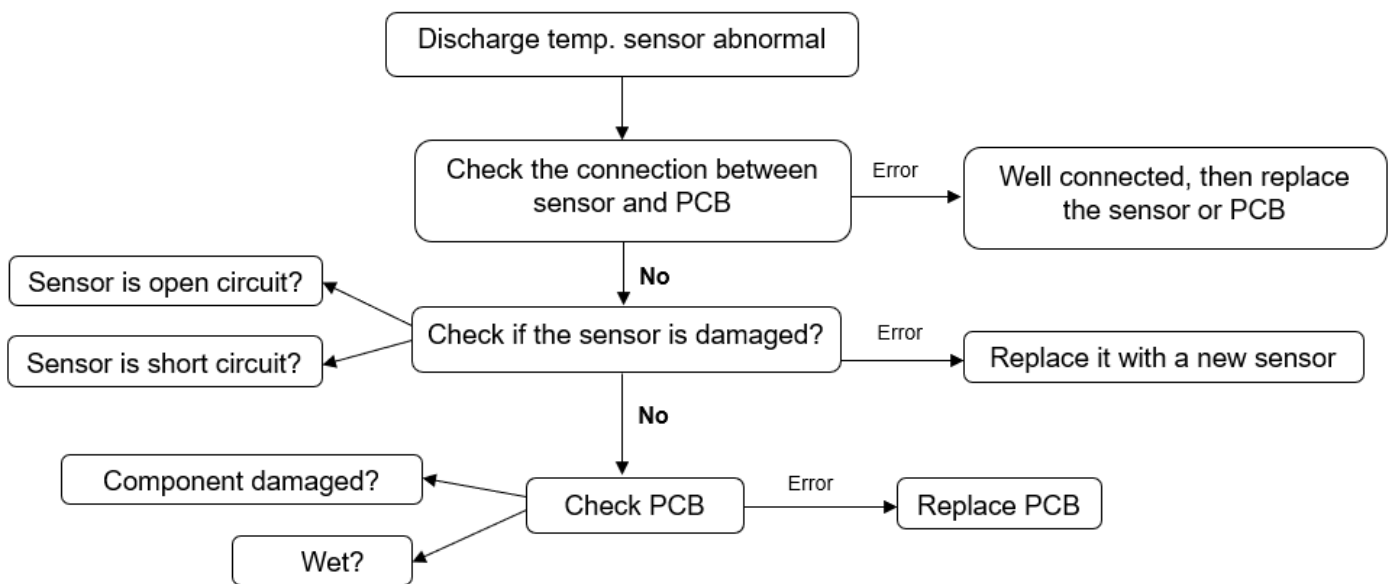 Discharge temp. sensor abnormal
Check the connection between
sensor and PCB
Error
Well connected, then replace
the sensor or PCB
No
Sensor is open circuit?
Sensor is short circuit?
Check if the sensor is damaged?
Error
Replace it with a new sensor
No
Component damaged?
Wet?
Check PCB
Error
Replace PCB